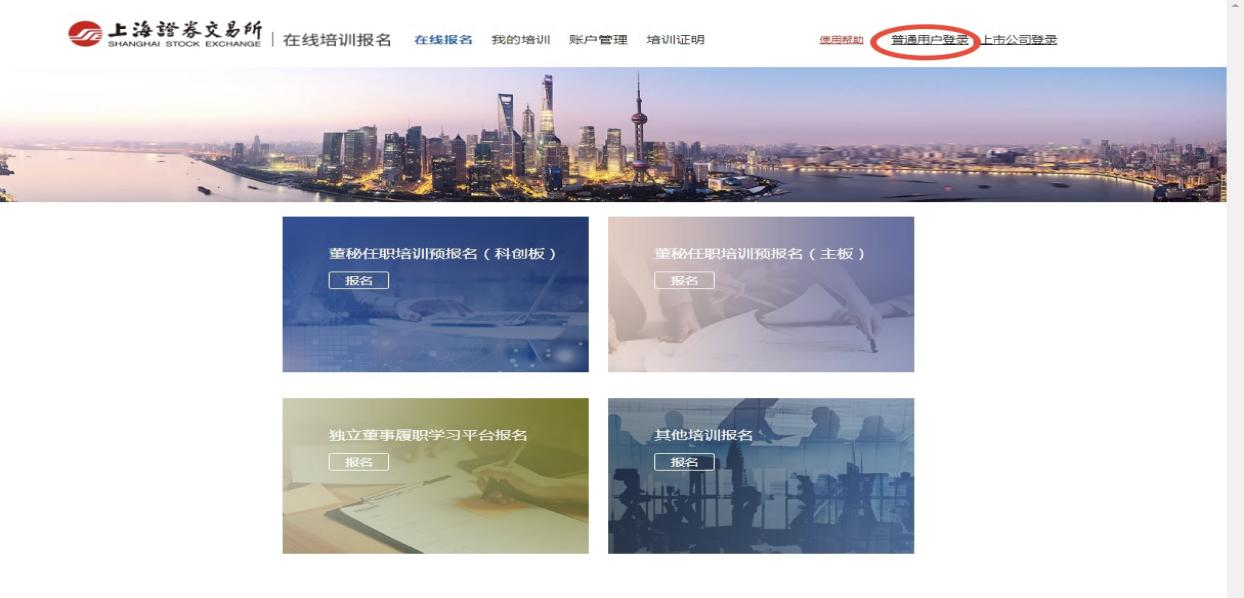 上海證券交易所
SHANGHAI STOCK EXCHANGE
在线培训报名 在线报名 我的培训 账户管理 培训证明 使用帮助 普通用户登录 上市公司登录
董秘任职培训预报名（科创板）
报名
董秘任职培训预报名（主板）
报名
独立董事履职学习平台报名
报名
其他培训报名
报名